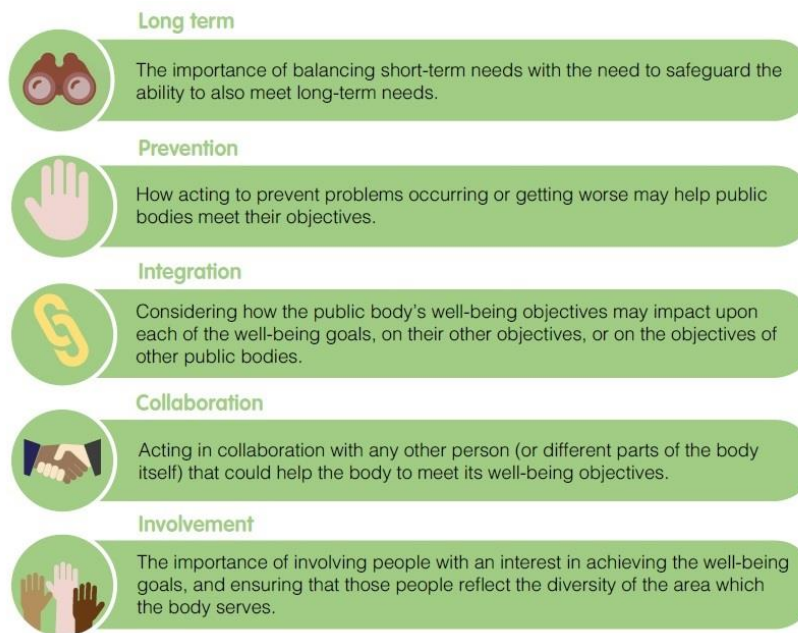 Long term
The importance of balancing short-term needs with the need to safeguard the
ability to also meet long-term needs.
Prevention
How acting to prevent problems occurring or getting worse may help public
bodies meet their objectives.
Integration
Considering how the public body's well-being objectives may impact upon
each of the well-being goals, on their other objectives, or on the objectives of
other public bodies.
Collaboration
Acting in collaboration with any other person (or different parts of the body
itself) that could help the body to meet its well-being objectives.
Involvement
The importance of involving people with an interest in achieving the well-being
goals, and ensuring that those people reflect the diversity of the area which
the body serves.